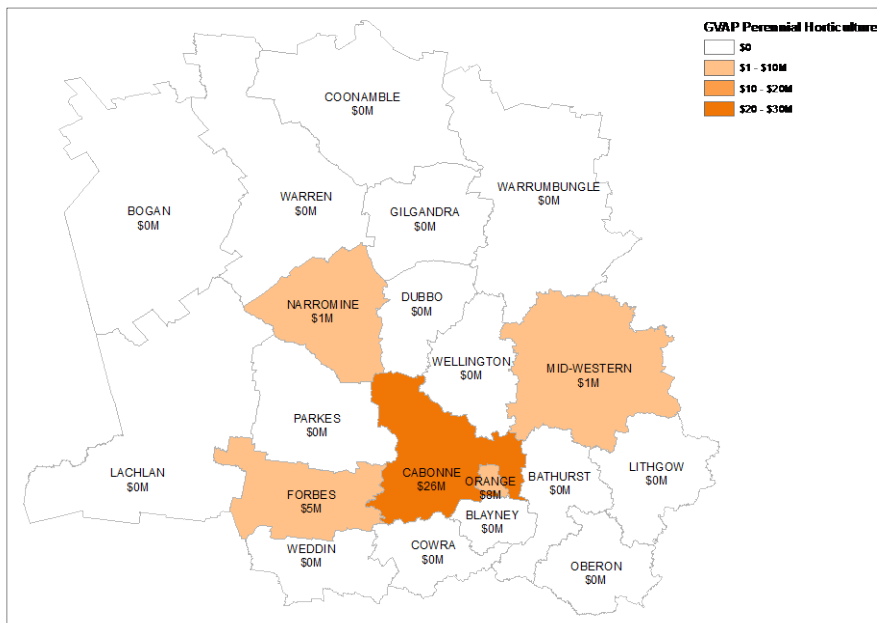 GVAP Perennial Horticulture
$0
$1 - $10M
$10 - $20M
$20 - $30M
COONAMBLE
$0M
WARRUMBUNGLE
$0M
WARREN
$0M
BOGAN
$0M
GILGANDRA
$0M
DUBBO
$0M
NARROMINE
$1M
WELLINGTON
$0M
MID-WESTERN
$1M
PARKES
$0M
LACHLAN
$0M
CABONNE
$26M
ORANGE
$8M
BATHURST
$0M
LITHGOW
$0M
FORBES
$5M
BLAYNEY
$0M
WEDDIN
$0M
COWRA
$0M
OBERON
$0M